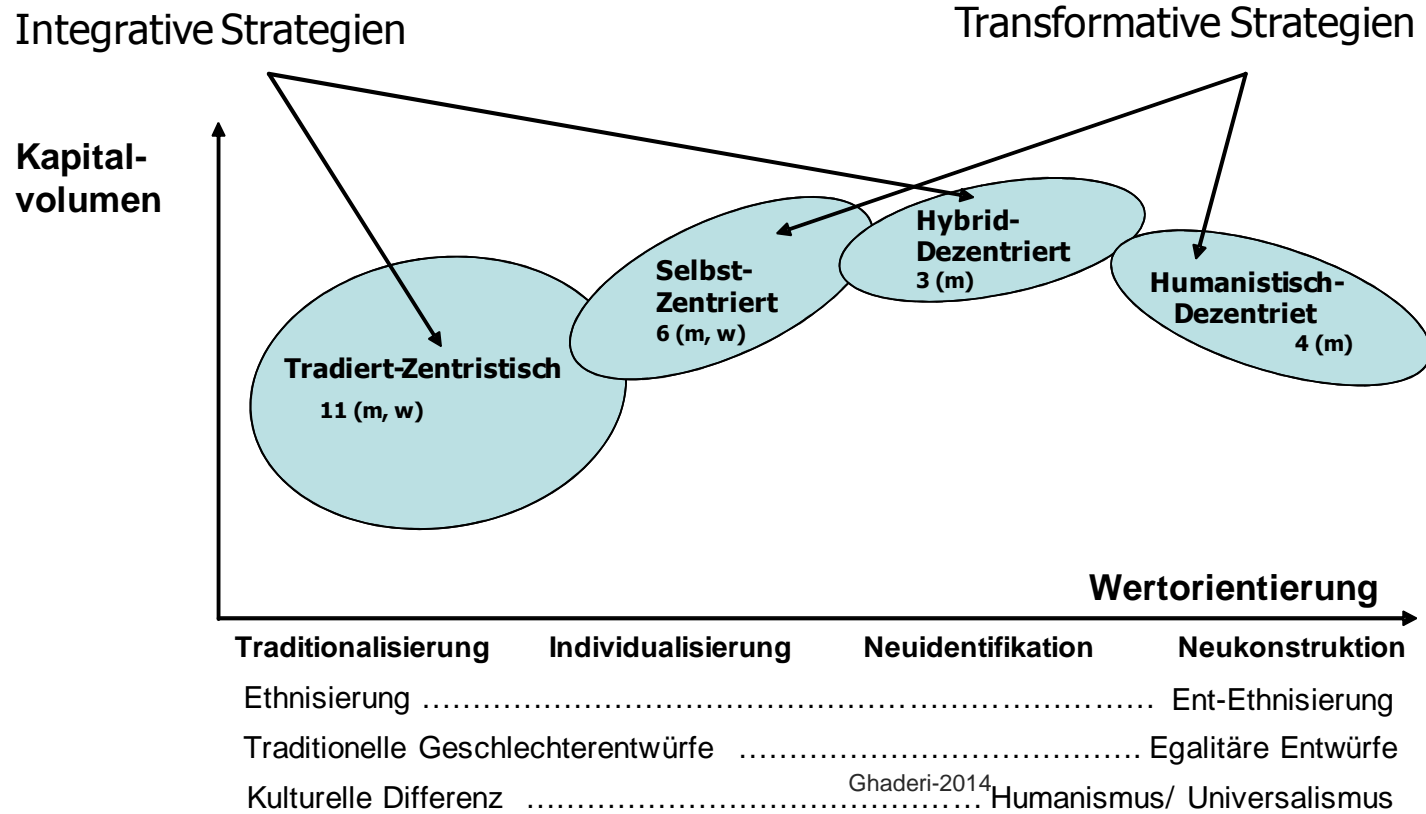 Integrative Strategien
Transformative Strategien
Kapital-
volumen
Tradiert-Zentristisch
11 (m, w)
Selbst-
Zentriert
6 (m, w)
Hybrid-
Dezentriert
3 (m)
Humanistisch-
Dezentriet
4 (m)
Wertorientierung
Traditionalisierung Individualisierung Neuidentifikation Neukonstruktion
Ethnisierung ……………………………………………………………… Ent-Ethnisierung
Traditionelle Geschlechterentwürfe ………………………………….. Egalitäre Entwürfe
Kulturelle Differenz ……………………………………… Humanismus/ Universalismus
Ghaderi-2014